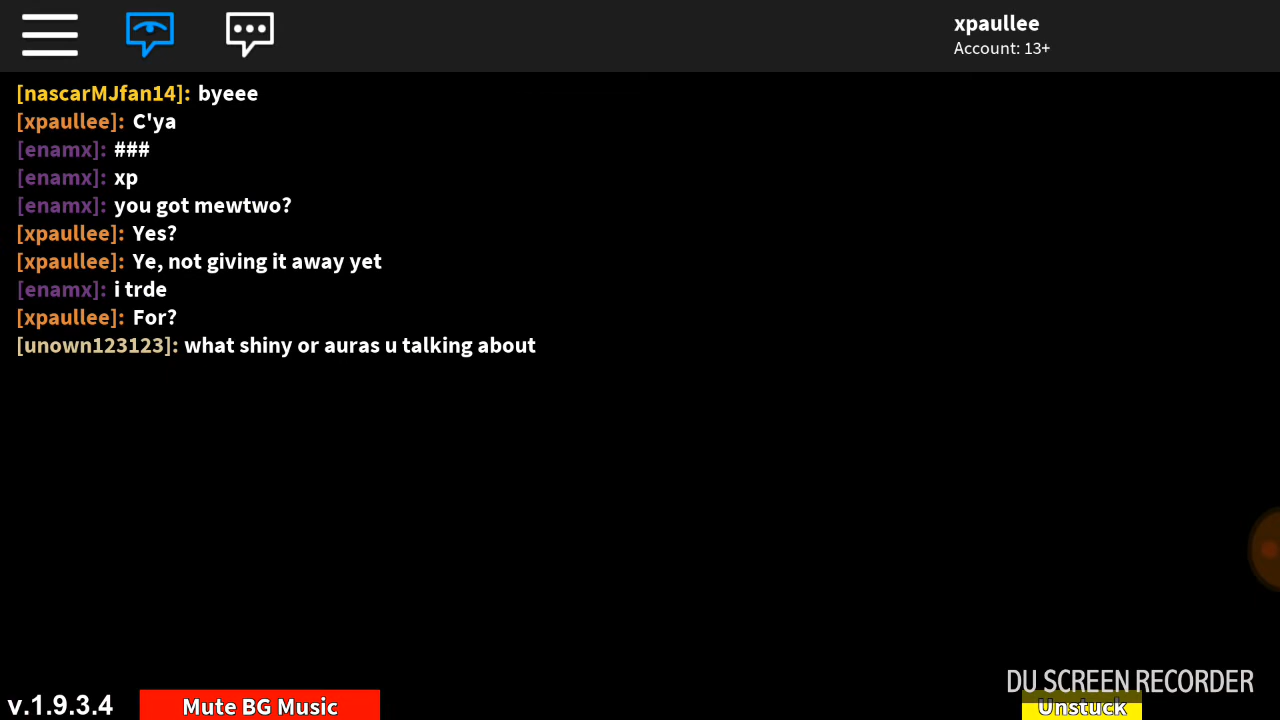 xpaullee
Account: 13+
[nascarMJfan14]: byeee
[xpaullee]: C'ya
[enamx]: ###
[enamx]: xp
[enamx]: you got mewtwo?
[xpaullee]: Yes?
[xpaullee]: Ye, not giving it away yet
[enamx]: i trde
[xpaullee]: For?
[unown123123]: what shiny or auras u talking about
DU SCREEN RECORDER
v.1.9.3.4
Mute BG Music
Unstuck